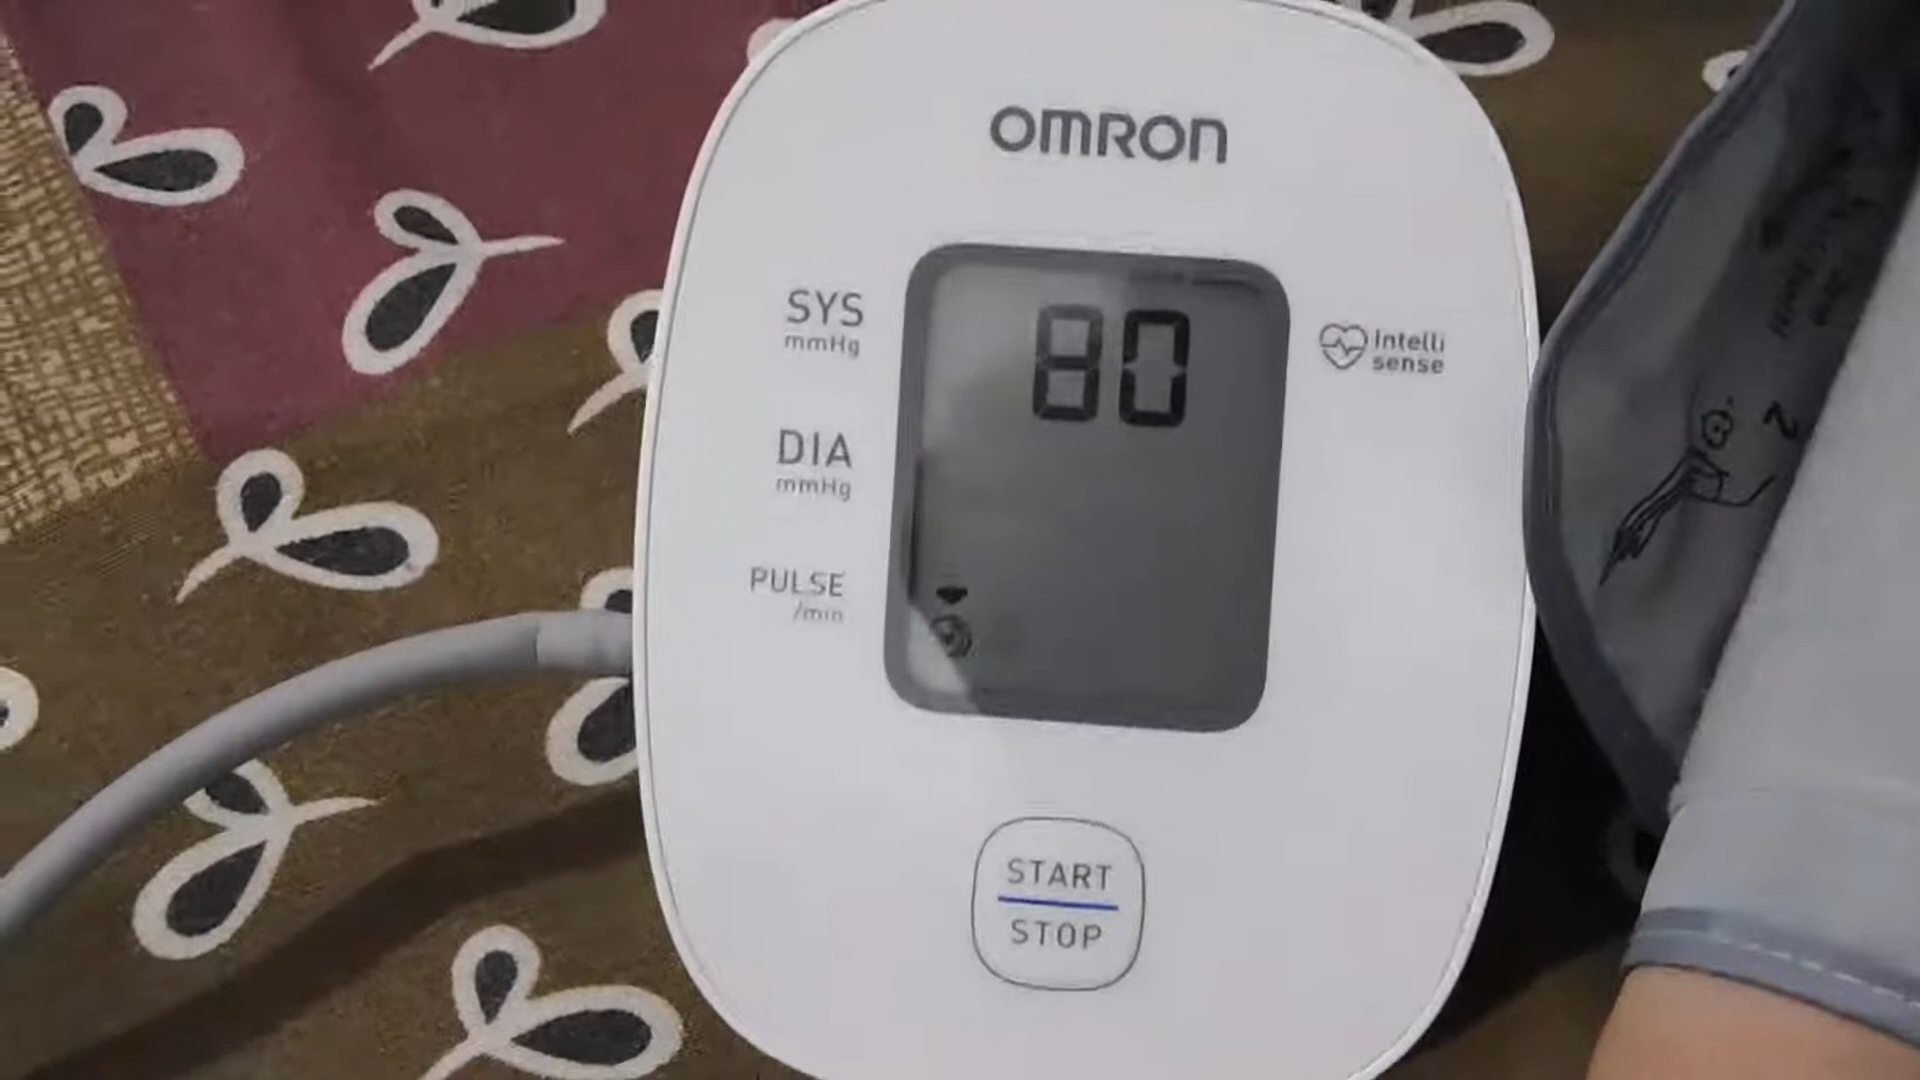 OMRON
SYS
mmHg
80
Intelli
sense
DIA
mmHg
PULSE
/min
START
STOP